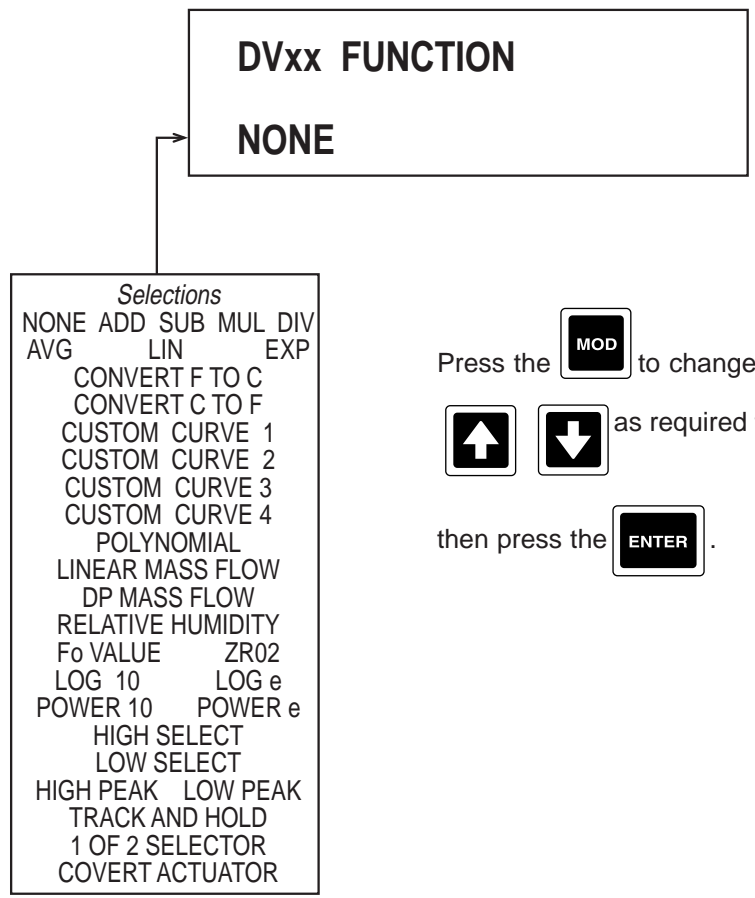 DVxx FUNCTION
NONE
Selections
NONE ADD SUB MUL DIV
AVG LIN EXP
CONVERT F TO C
CONVERT C TO F
CUSTOM CURVE 1
CUSTOM CURVE 2
CUSTOM CURVE 3
CUSTOM CURVE 4
POLYNOMIAL
LINEAR MASS FLOW
DP MASS FLOW
RELATIVE HUMIDITY
Fo VALUE ZR02
LOG 10 LOG e
POWER 10 POWER e
HIGH SELECT
LOW SELECT
HIGH PEAK LOW PEAK
TRACK AND HOLD
1 OF 2 SELECTOR
COVERT ACTUATOR
Press the MOD to change
as required
then press the ENTER .